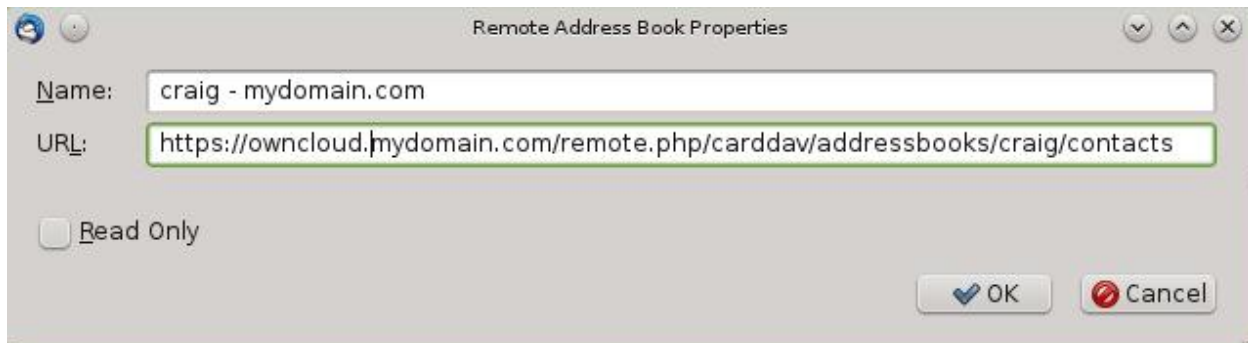 Remote Address Book Properties
Name: craig - mydomain.com
URL: https://owncloud.mydomain.com/remote.php/carddav/addressbooks/craig/contacts
Read Only
OK Cancel